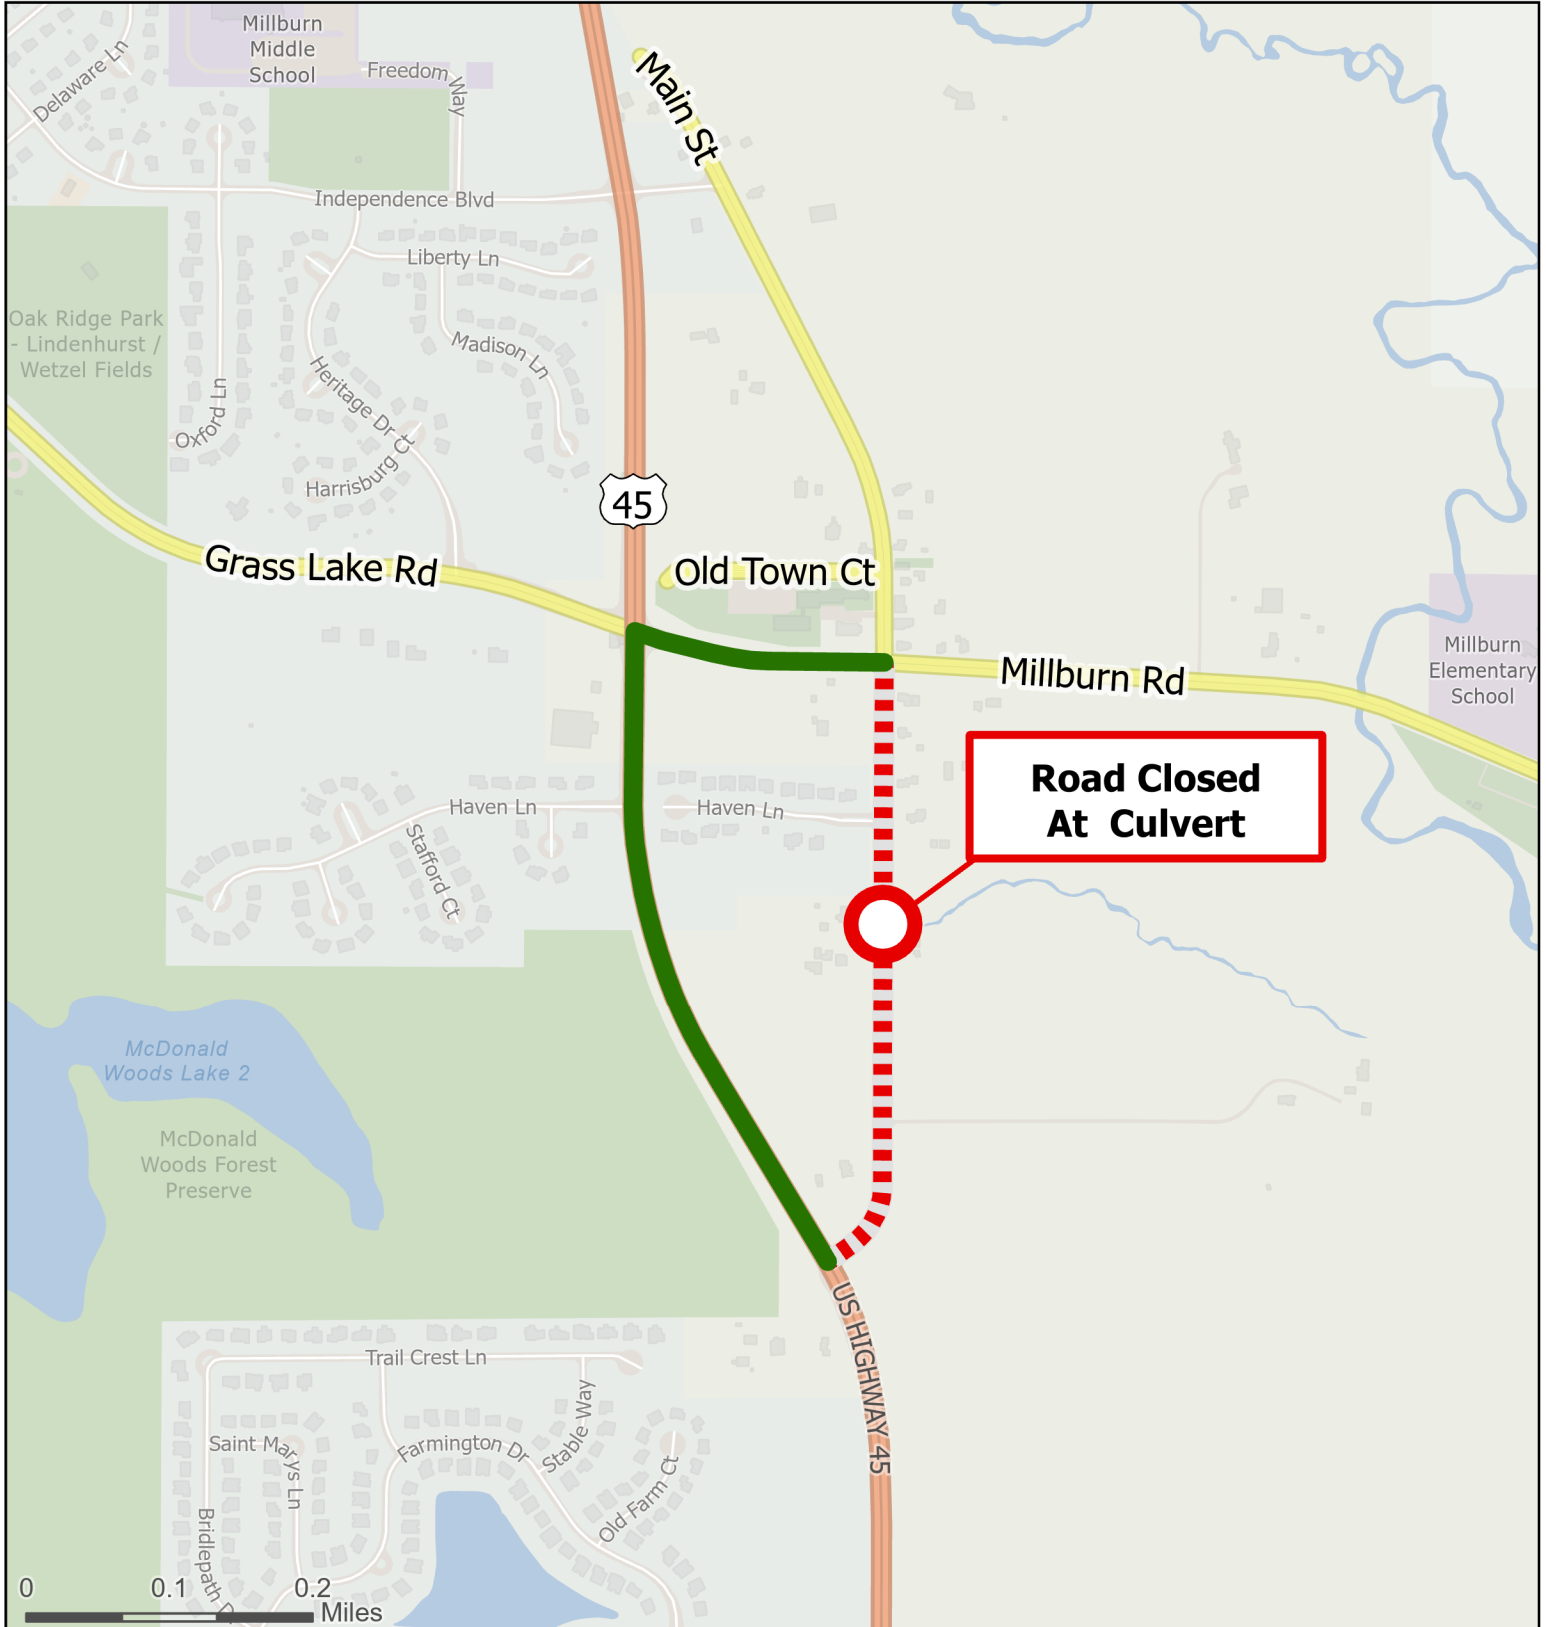 Millburn
Middle
School
Freedom Way
Delaware Ln
Main St
Independence Blvd
Liberty Ln
Oak Ridge Park
- Lindenhurst /
Wetzel Fields
Madison Ln
Heritage Dr
Oxford Ln
Harrisburg Ct
45
Grass Lake Rd
Old Town Ct
Millburn Rd
Millburn
Elementary
School
Road Closed
At Culvert
Haven Ln
Haven Ln
Stafford Ct
McDonald
Woods Lake 2
McDonald
Woods Forest
Preserve
US HIGHWAY 45
Trail Crest Ln
Stable Way
Saint Marys Ln
Farmington Dr
Old Farm Ct
Bridlepath D
0 0.1 0.2
Miles